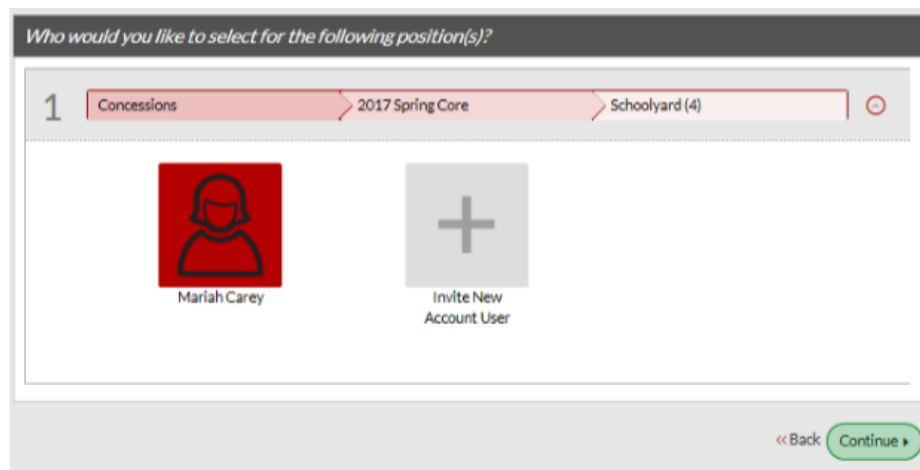 Who would you like to select for the following position(s)?
1 Concessions 2017 Spring Core Schoolyard (4)
Mariah Carey
Invite New
Account User
«Back Continue ▸